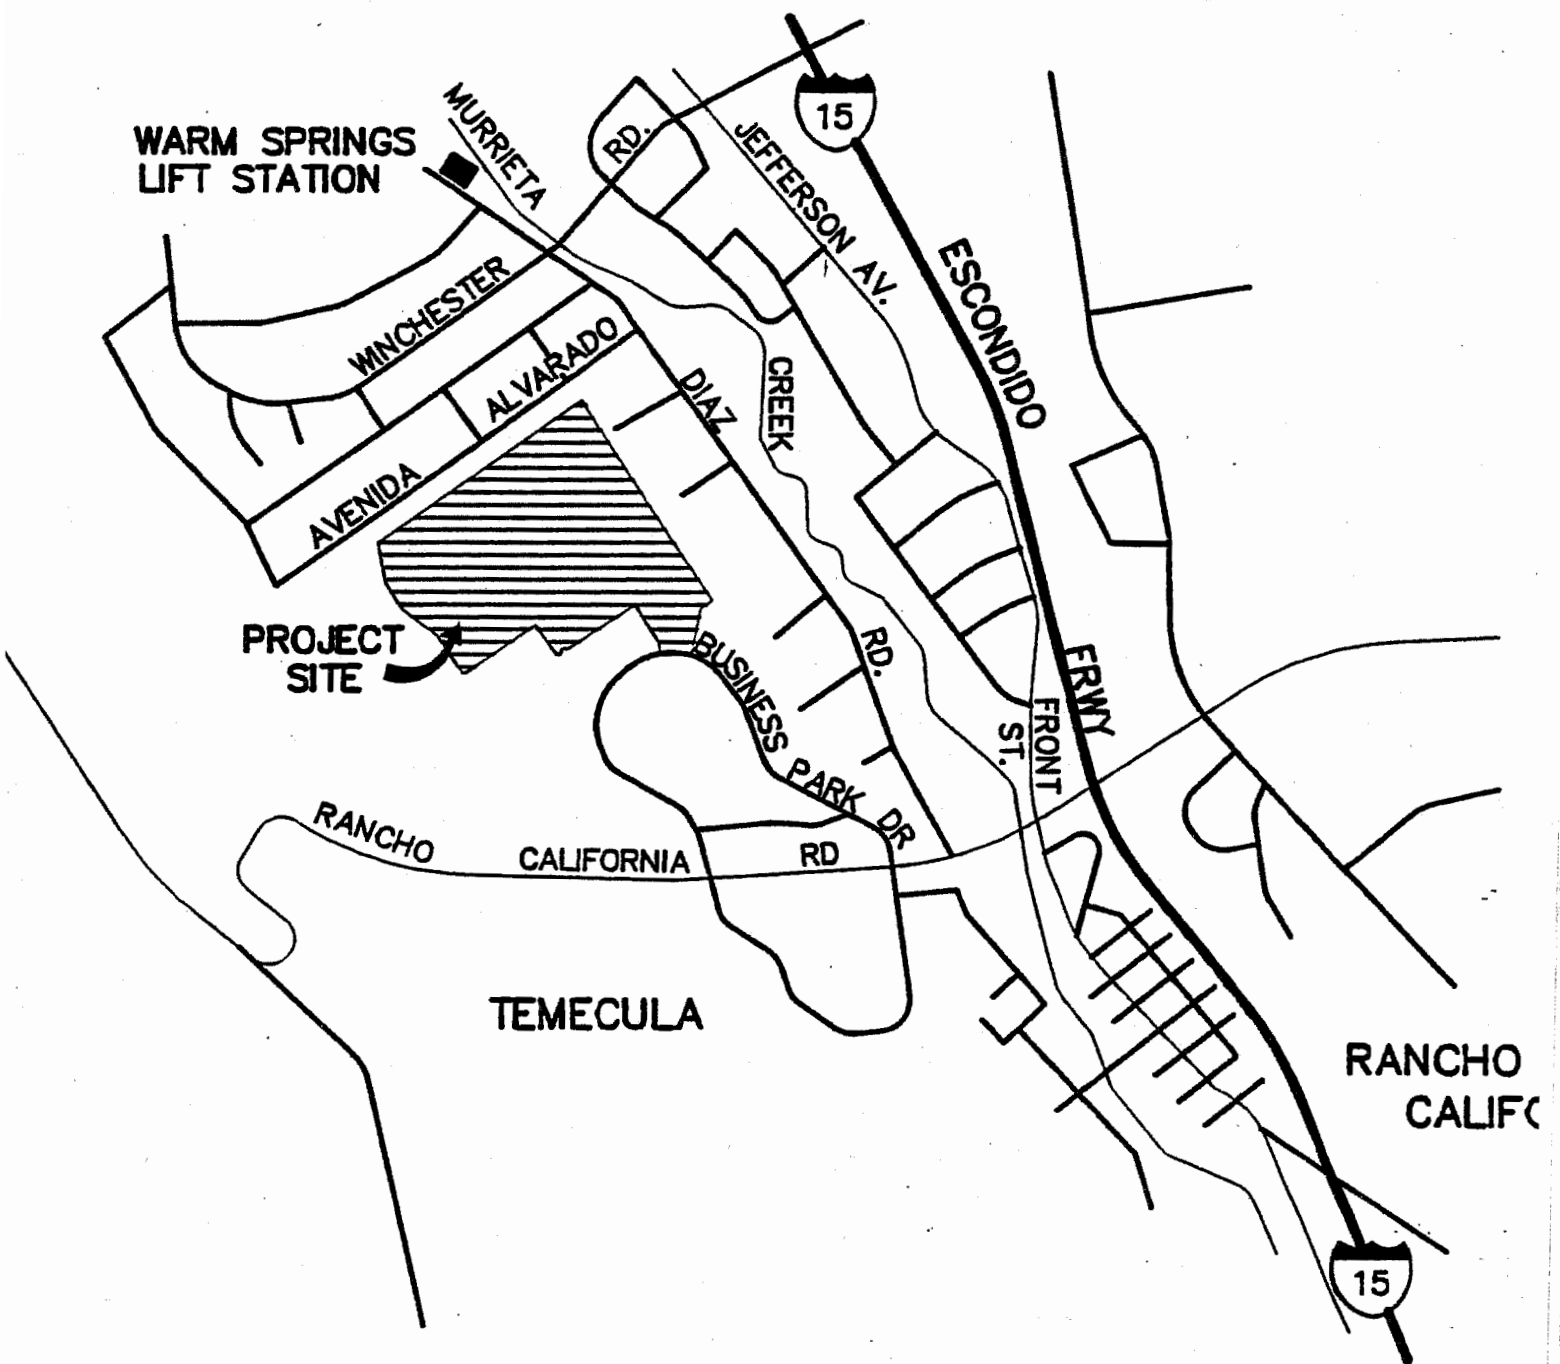 15
MURRIETA
WARM SPRINGS
LIFT STATION
RD.
JEFFERSON AV.
ESCONDIDO
WINCHESTER
ALVARADO
DIAZ
CREEK
AVENIDA
PROJECT
SITE
BUSINESS PARK DR
RD.
FRWY
FRONT
ST.
RANCHO
CALIFORNIA
RD
TEMECULA
RANCHO
CALIF
15